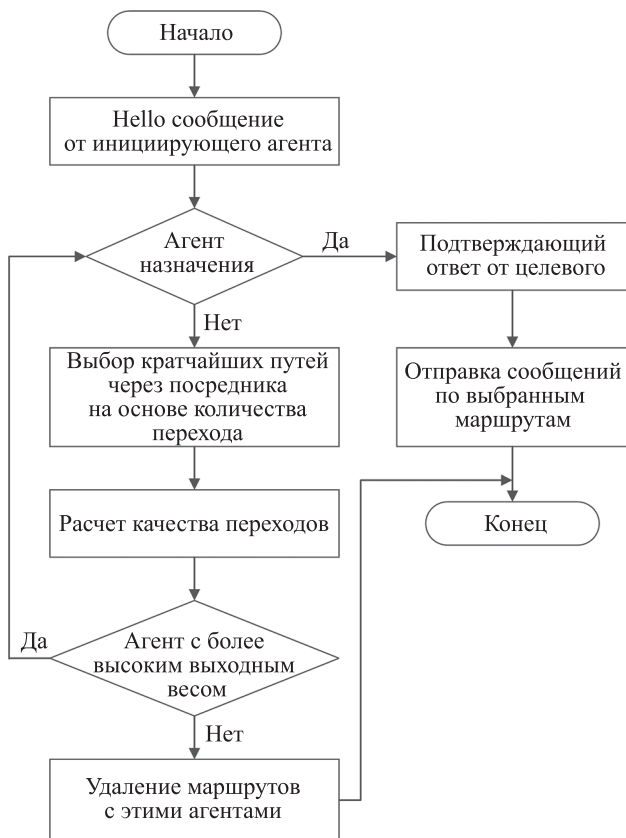 Начало
Hello сообщение
от инициирующего агента
Агент
назначения
Да
Подтверждающий
ответ от целевого
Нет
Выбор кратчайших путей
через посредника
на основе количества
перехода
Отправка сообщений
по выбранным
маршрутам
Расчет качества переходов
Конец
Да
Агент с более
высоким выходным
весом
Нет
Удаление маршрутов
с этими агентами